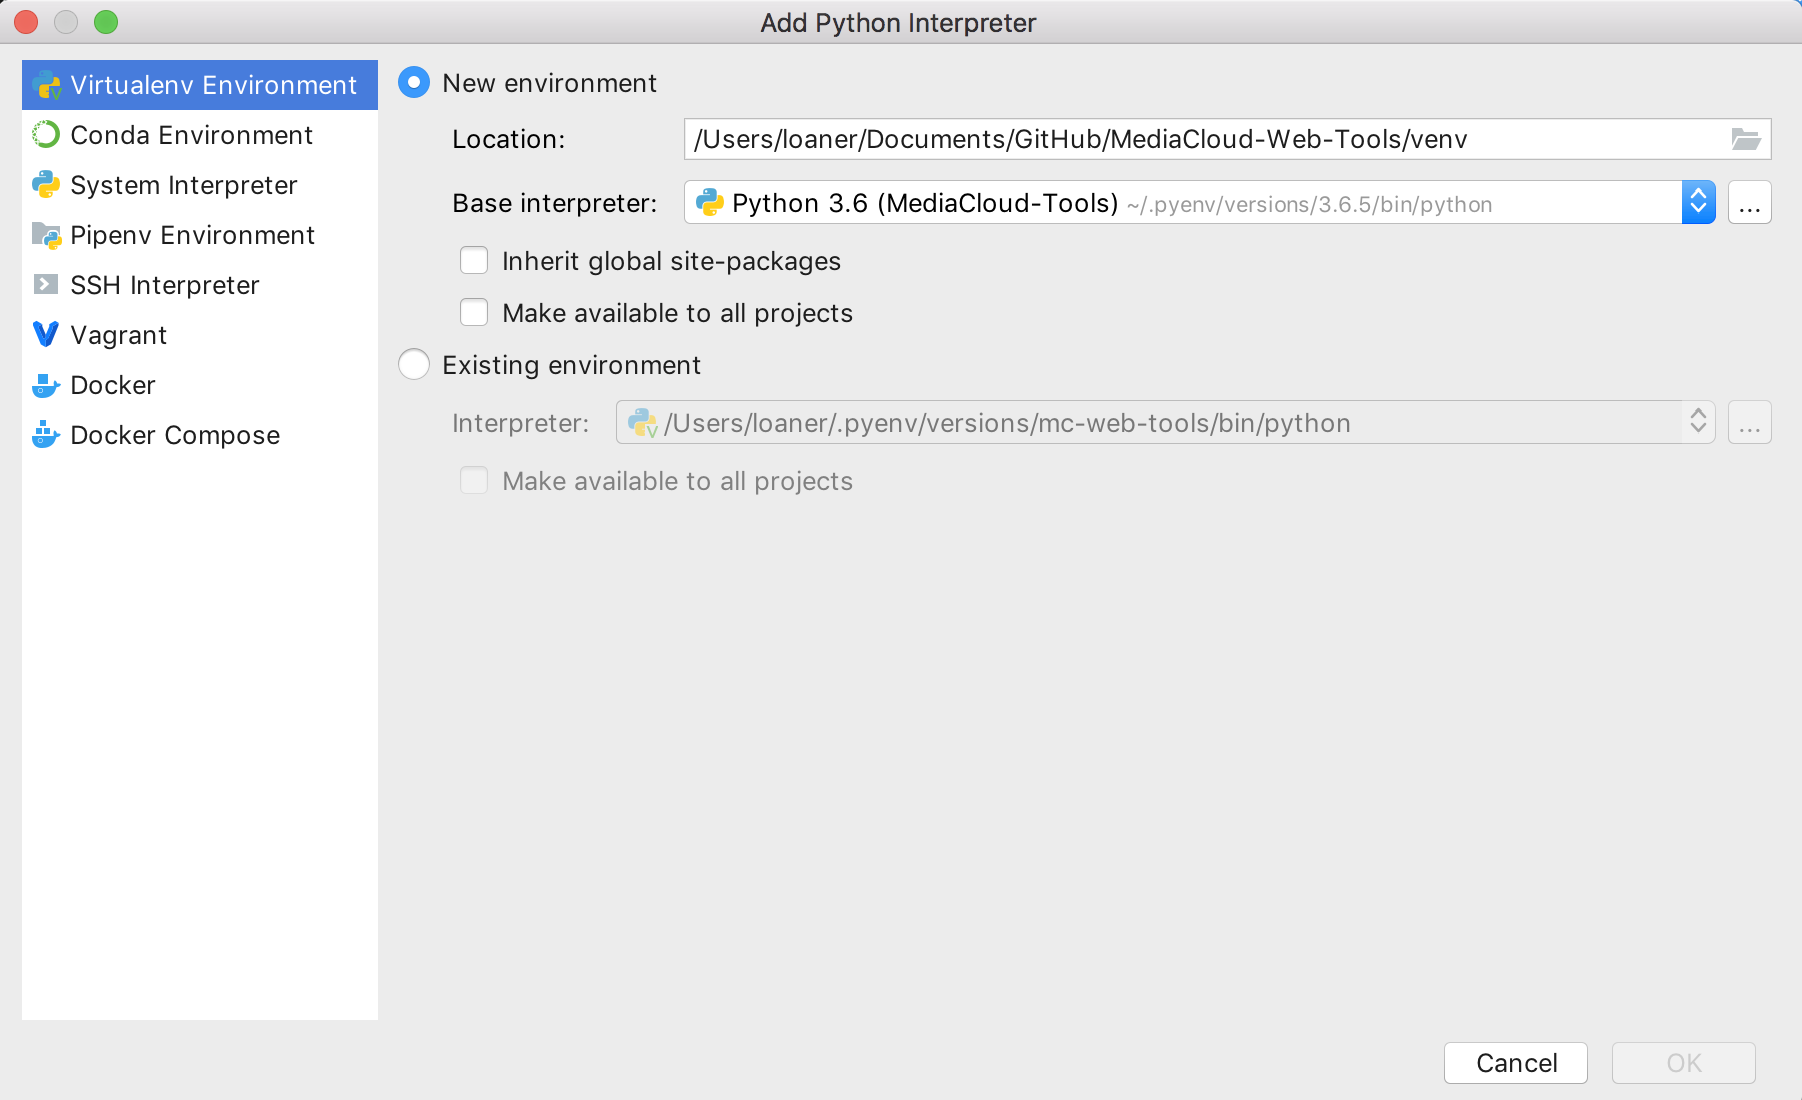 Add Python Interpreter
Virtualenv Environment
Conda Environment
System Interpreter
Pipenv Environment
SSH Interpreter
Vagrant
Docker
Docker Compose
New environment
Location: /Users/loaner/Documents/GitHub/MediaCloud-Web-Tools/venv
Base interpreter: Python 3.6 (MediaCloud-Tools) ~/.pyenv/versions/3.6.5/bin/python ...
Inherit global site-packages
Make available to all projects
Existing environment
Interpreter: /Users/loaner/.pyenv/versions/mc-web-tools/bin/python ...
Make available to all projects
Cancel OK